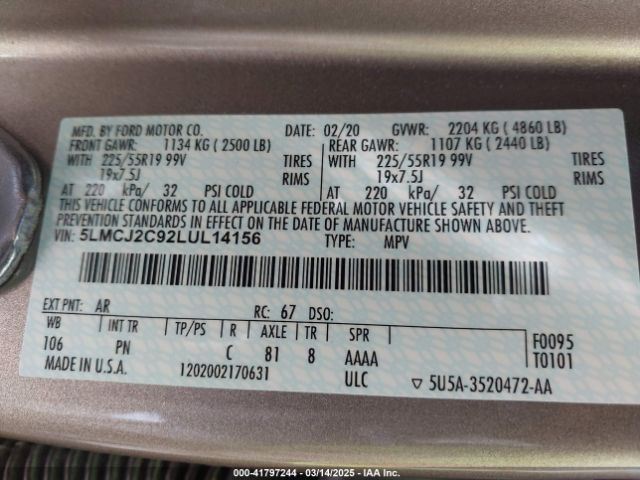 MFD. BY FORD MOTOR CO. DATE: 02/20 GVWR: 2204 KG ( 4860 LB)
FRONT GAWR: 1134 KG ( 2500 LB) REAR GAWR: 1107 KG ( 2440 LB)
WITH 225/55R19 99V TIRES WITH 225/55R19 99V TIRES
19x7.5J RIMS 19x7.5J RIMS
AT 220 kPa/ 32 PSI COLD AT 220 kPa/ 32 PSI COLD
THIS VEHICLE CONFORMS TO ALL APPLICABLE FEDERAL MOTOR VEHICLE SAFETY AND THEFT
PREVENTION STANDARDS IN EFFECT ON THE DATE OF MANUFACTURE SHOWN ABOVE.
VIN: 5LMCJ2C92LUL14156 TYPE: MPV
EXT PNT: AR RC: 67 DSO:
WB INT TR TP/PS R AXLE TR SPR F0095
106 PN C 81 8 AAAA T0101
MADE IN U.S.A. 1202002170631 ULC ▽ 5U5A-3520472-AA
00-41797244 - 03/14/2025 - IAA Inc.